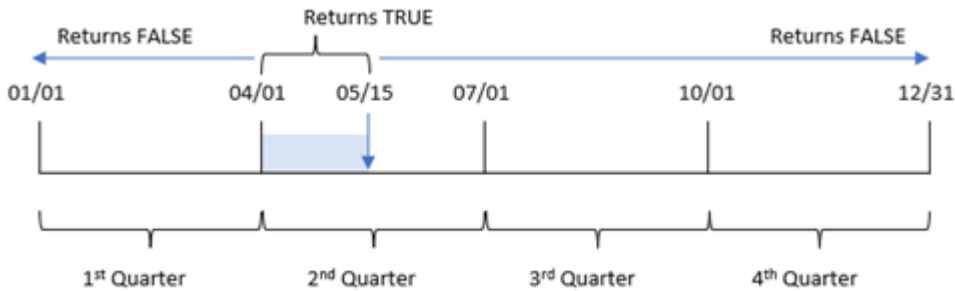 Returns TRUE
Returns FALSE
Returns FALSE
01/01
04/01
05/15
07/01
10/01
12/31
1st Quarter
2nd Quarter
3rd Quarter
4th Quarter